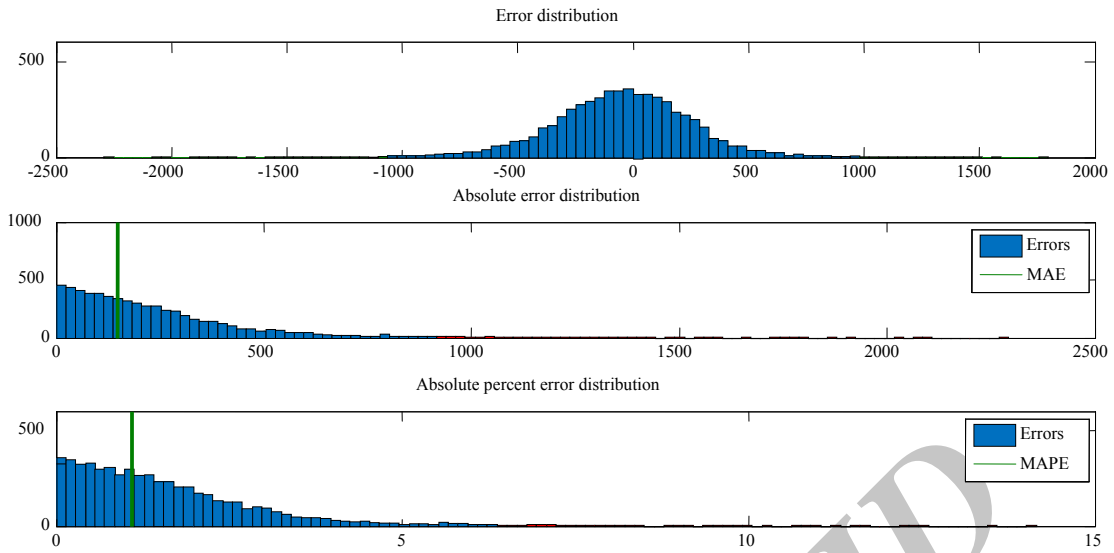 Error distribution
500
0
-2500 -2000 -1500 -1000 -500 0 500 1000 1500 2000
Absolute error distribution
1000
500
0
Errors
MAE
0 500 1000 1500 2000 2500
Absolute percent error distribution
500
0
Errors
MAPE
0 5 10 15